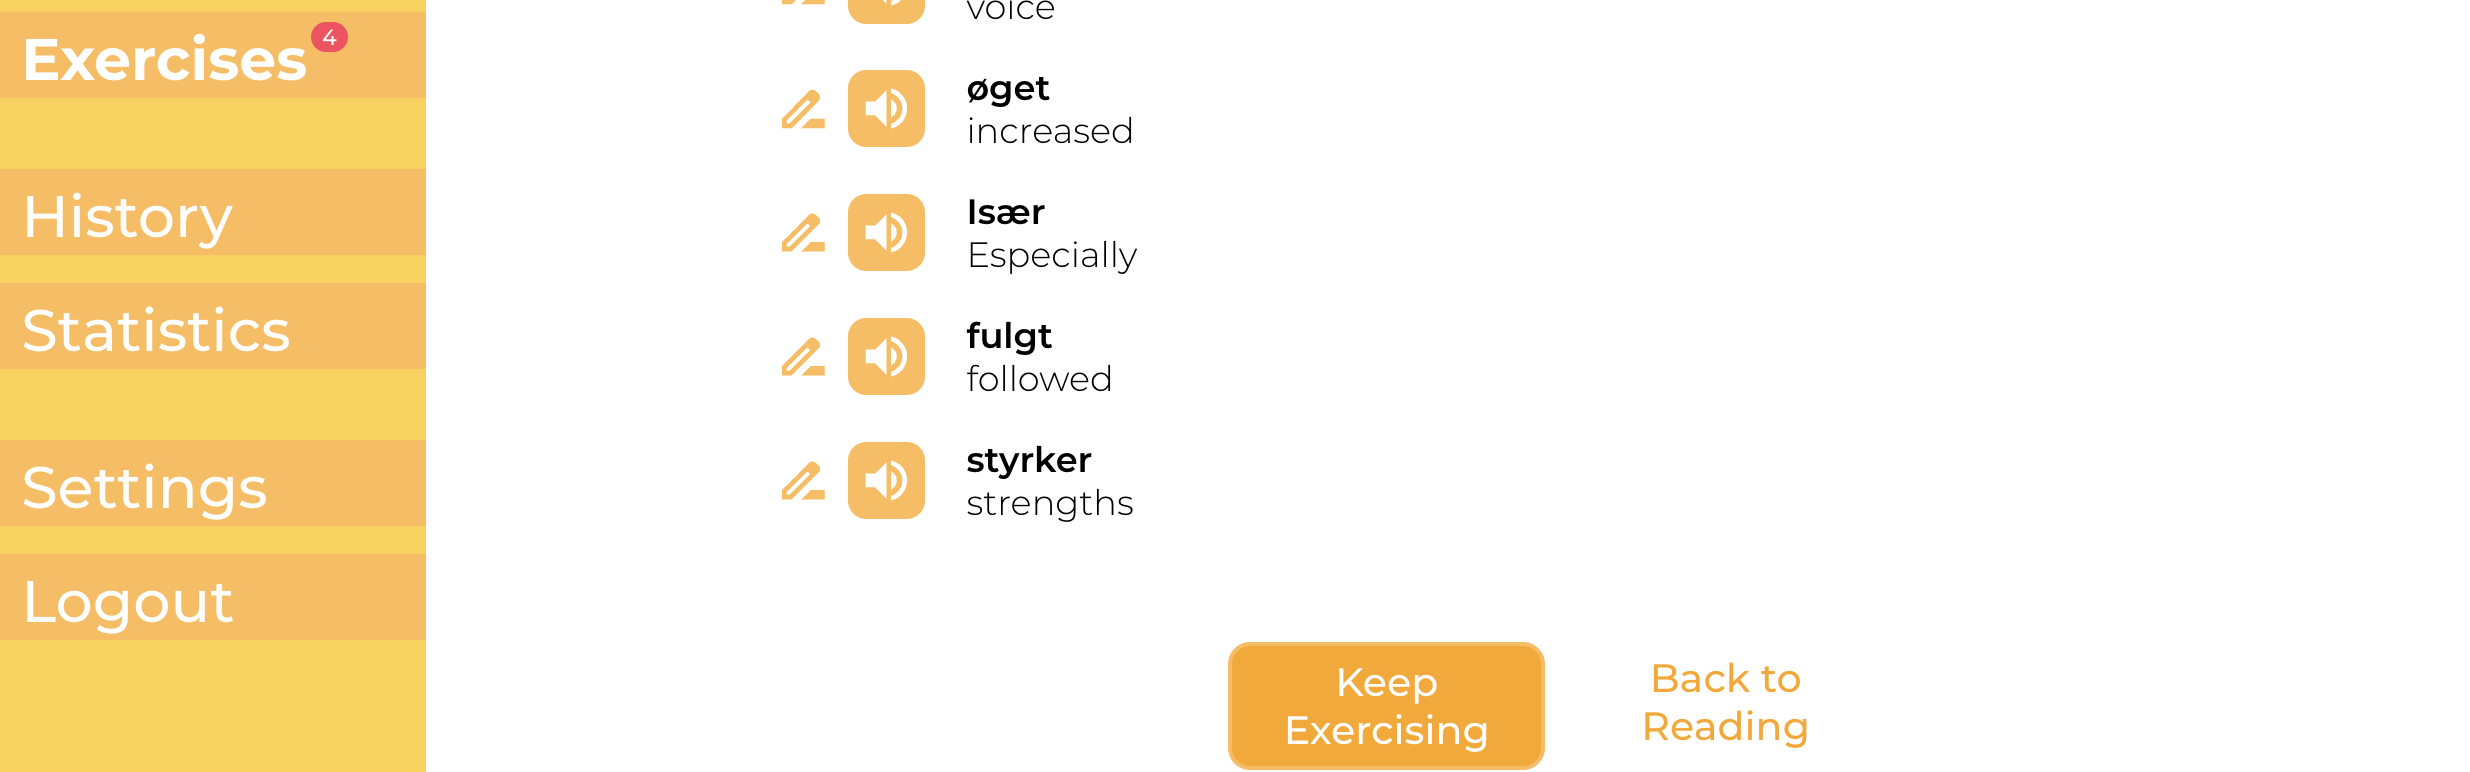 Exercises
4
History
Statistics
Settings
Logout
voice
øget
increased
Især
Especially
fulgt
followed
styrker
strengths
Keep
Exercising
Back to
Reading